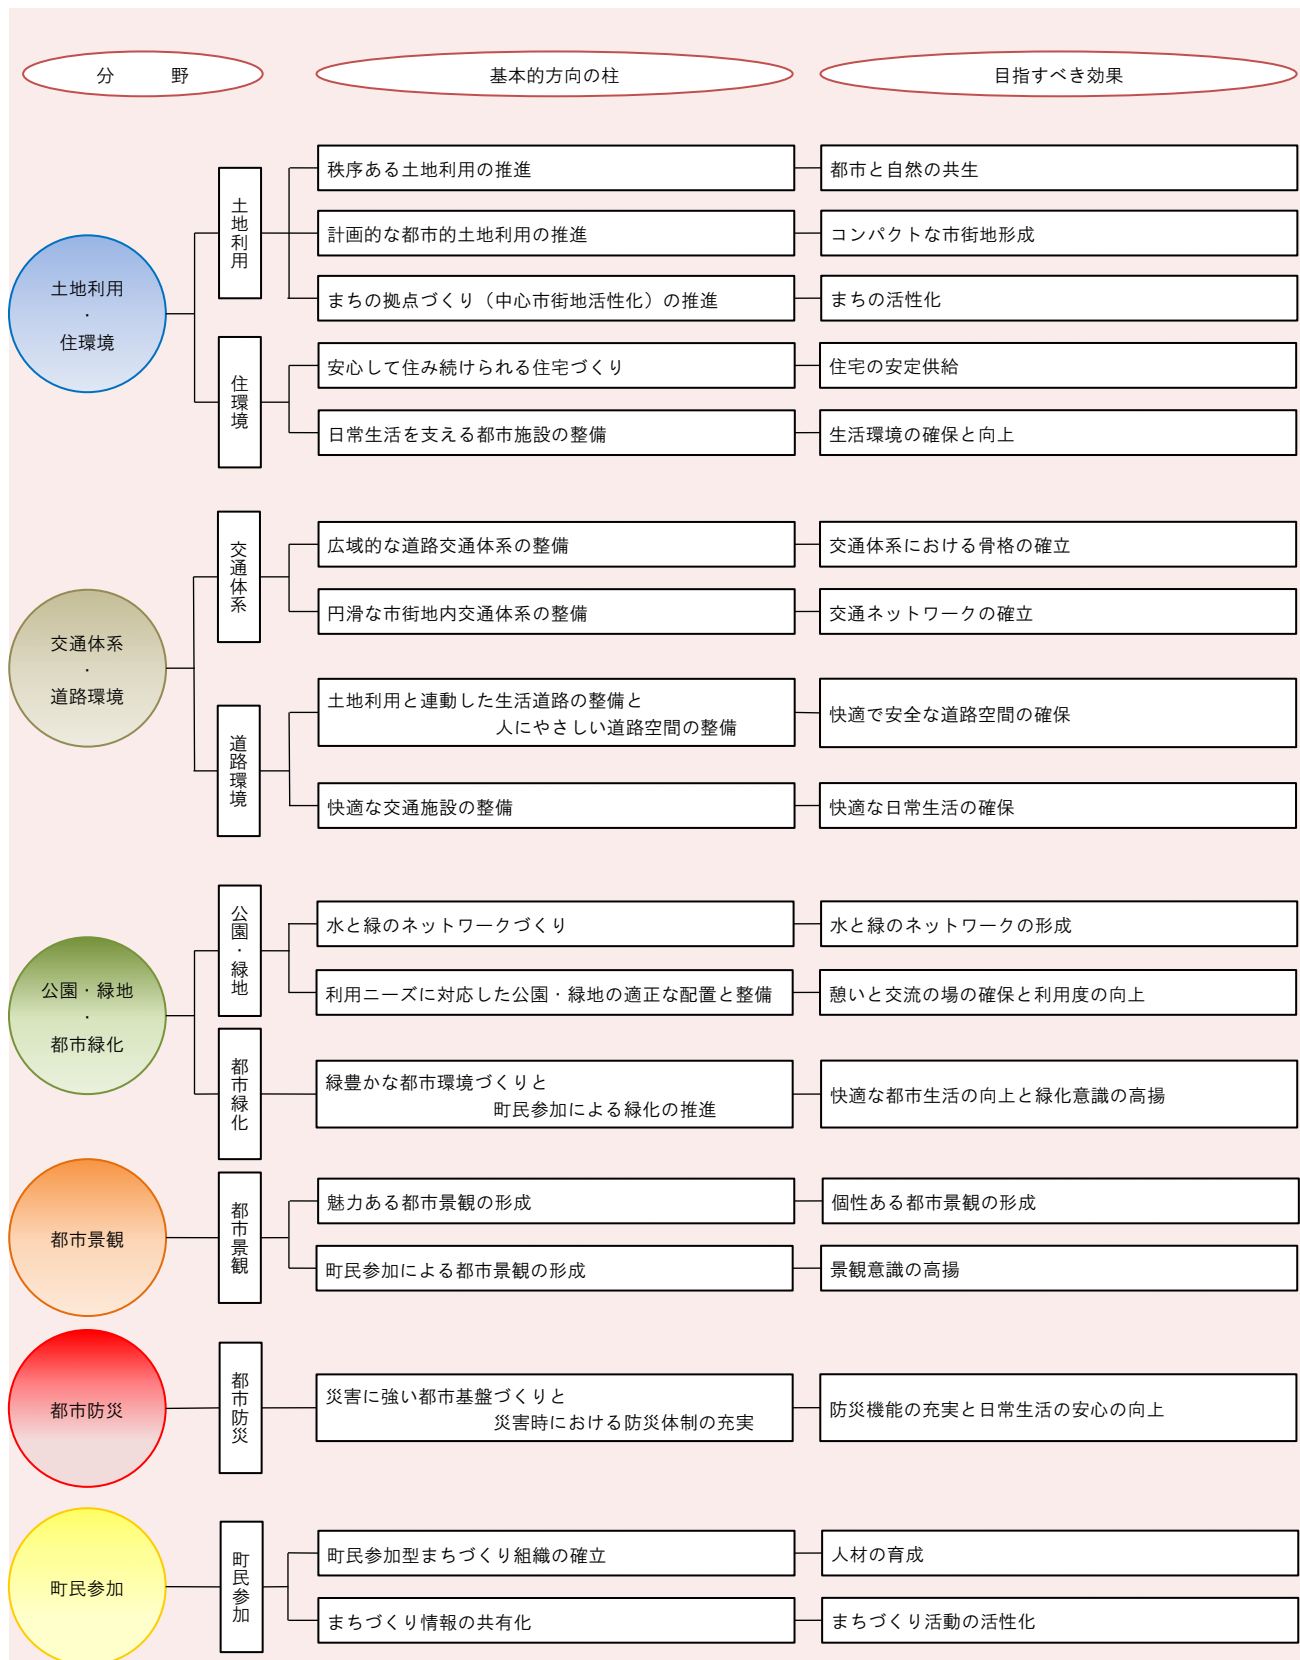 分　野
基本的方向の柱
目指すべき効果
土地利用
・
住環境
土地利用
秩序ある土地利用の推進
都市と自然の共生
計画的な都市的土地利用の推進
コンパクトな市街地形成
まちの拠点づくり（中心市街地活性化）の推進
まちの活性化
住環境
安心して住み続けられる住宅づくり
住宅の安定供給
日常生活を支える都市施設の整備
生活環境の確保と向上
交通体系
・
道路環境
交通体系
広域的な道路交通体系の整備
交通体系における骨格の確立
円滑な市街地内交通体系の整備
交通ネットワークの確立
道路環境
土地利用と連動した生活道路の整備と
人にやさしい道路空間の整備
快適で安全な道路空間の確保
快適な交通施設の整備
快適な日常生活の確保
公園・緑地
・
都市緑化
公園・緑地
水と緑のネットワークづくり
水と緑のネットワークの形成
利用ニーズに対応した公園・緑地の適正な配置と整備
憩いと交流の場の確保と利用度の向上
都市緑化
緑豊かな都市環境づくりと
町民参加による緑化の推進
快適な都市生活の向上と緑化意識の高揚
都市景観
都市景観
魅力ある都市景観の形成
個性ある都市景観の形成
町民参加による都市景観の形成
景観意識の高揚
都市防災
都市防災
災害に強い都市基盤づくりと
災害時における防災体制の充実
防災機能の充実と日常生活の安心の向上
町民参加
町民参加
町民参加型まちづくり組織の確立
人材の育成
まちづくり情報の共有化
まちづくり活動の活性化